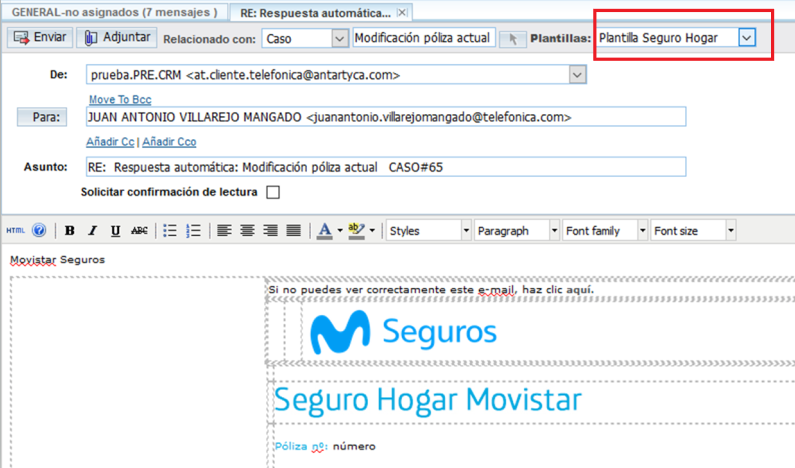 GENERAL-no asignados (7 mensajes )
RE: Respuesta automática...
Enviar
Adjuntar
Relacionado con:
Caso
Modificación póliza actual
Plantillas:
Plantilla Seguro Hogar
De:
prueba.PRE.CRM <at.cliente.telefonica@antartyca.com>
Move To Bcc
Para:
JUAN ANTONIO VILLAREJO MANGADO <juanantonio.villarejomangado@telefonica.com>
Añadir Cc | Añadir Cco
Asunto:
RE: Respuesta automática: Modificación póliza actual CASO#65
Solicitar confirmación de lectura
HTML ? B I U ABC A ab Styles Paragraph Font family Font size
Movistar Seguros
Si no puedes ver correctamente este e-mail, haz clic aquí.
Seguros
Seguro Hogar Movistar
Póliza nº: número